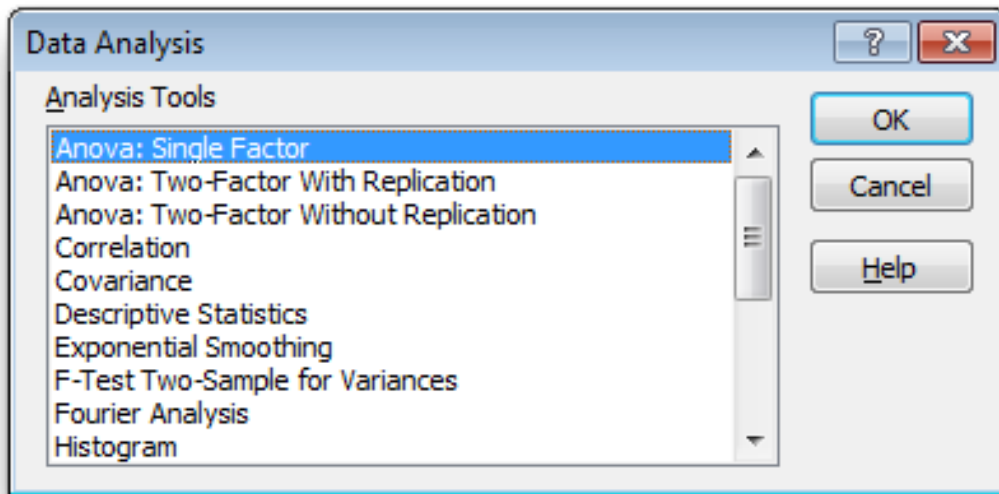 Data Analysis
?
Analysis Tools
Anova: Single Factor
Anova: Two-Factor With Replication
Anova: Two-Factor Without Replication
Correlation
Covariance
Descriptive Statistics
Exponential Smoothing
F-Test Two-Sample for Variances
Fourier Analysis
Histogram
OK
Cancel
Help